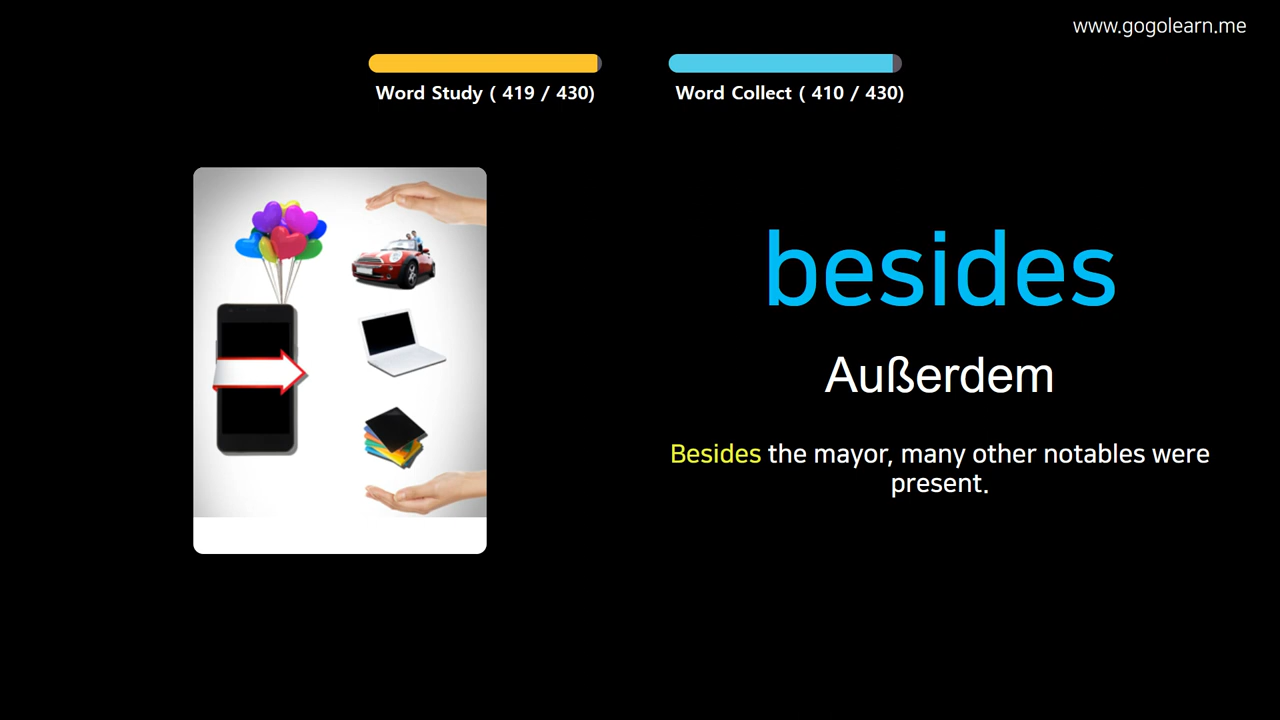 www.gogolearn.me
Word Study ( 419 / 430)
Word Collect ( 410 / 430)
besides
Außerdem
Besides the mayor, many other notables were
present.